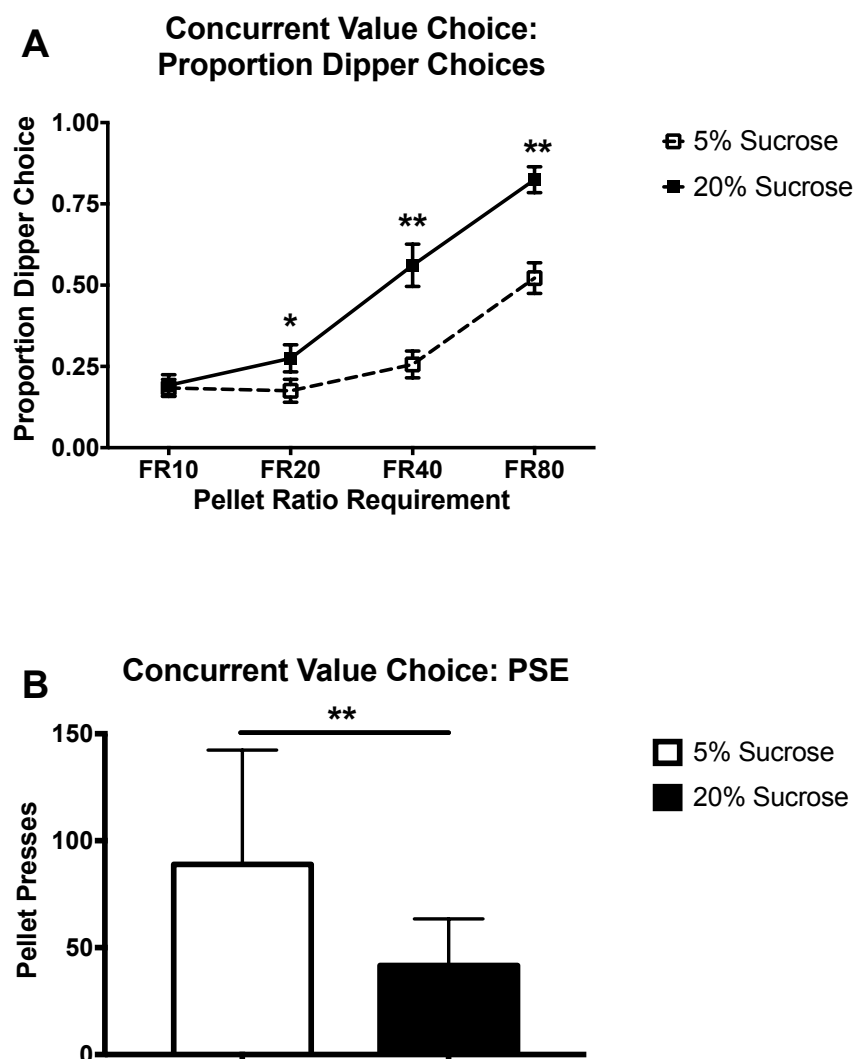 A
Concurrent Value Choice:
Proportion Dipper Choices
Proportion Dipper Choice
1.00
0.75
0.50
0.25
0.00
**
**
*
5% Sucrose
20% Sucrose
FR10 FR20 FR40 FR80
Pellet Ratio Requirement
B
Concurrent Value Choice: PSE
Pellet Presses
150
100
50
0
**
5% Sucrose
20% Sucrose